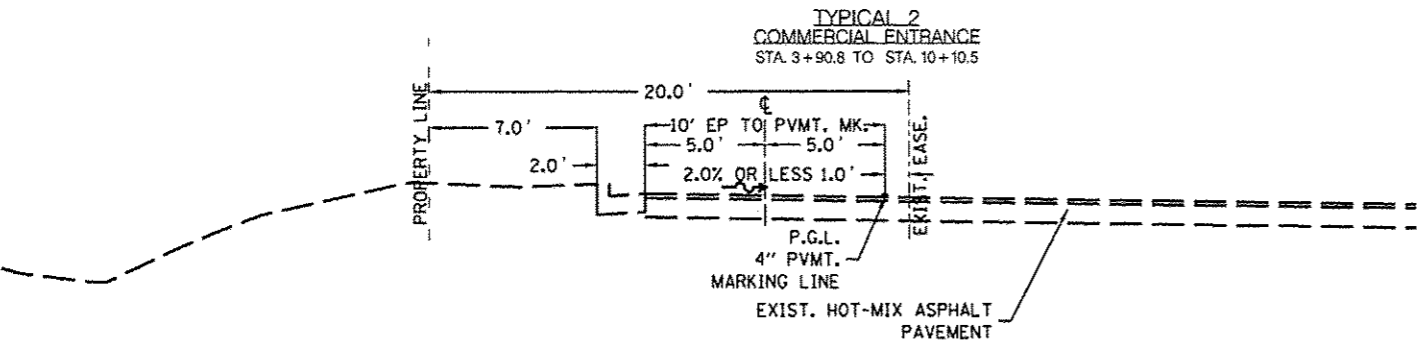 TYPICAL 2
COMMERCIAL ENTRANCE
STA. 3+90.8 TO STA. 10+10.5
PROPERTY LINE
20.0'
℄
7.0'
10' EP TO PVMT. MK.
5.0'
5.0'
2.0'
2.0% OR LESS
1.0'
EXIST. EASE.
P.G.L.
4" PVMT.
MARKING LINE
EXIST. HOT-MIX ASPHALT
PAVEMENT